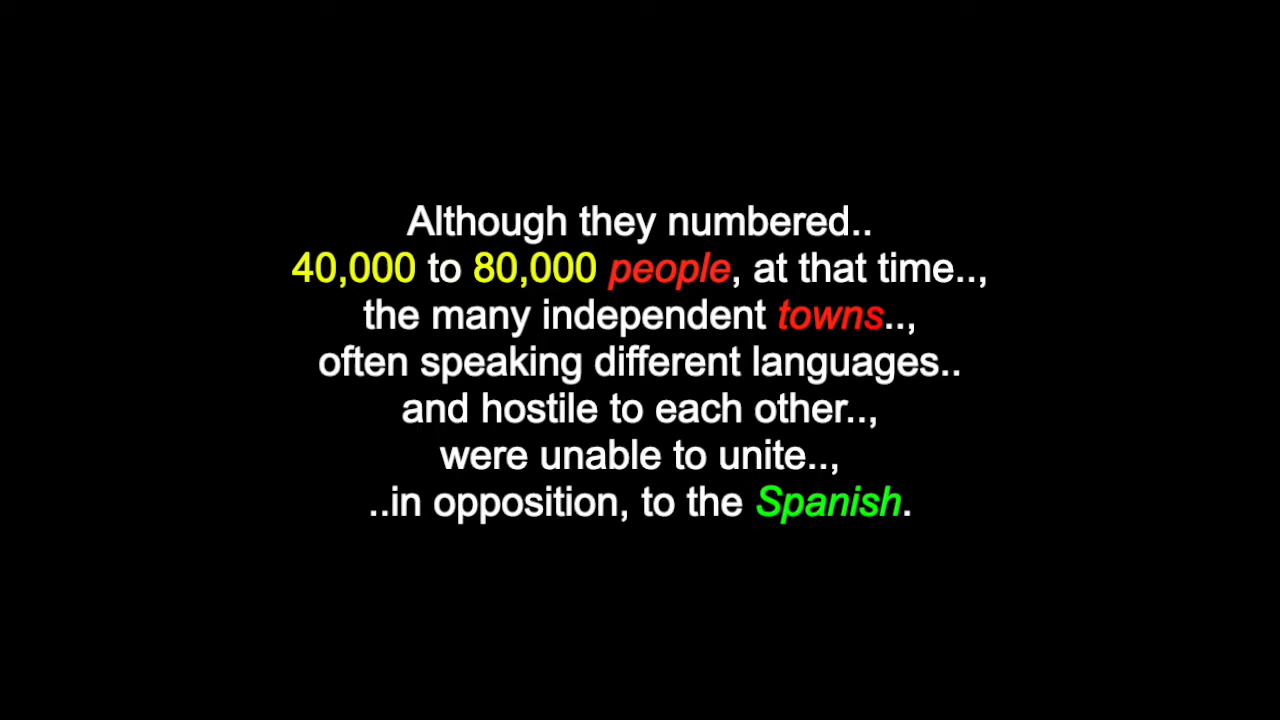 Although they numbered..
40,000 to 80,000 people, at that time..,
the many independent towns..,
often speaking different languages..
and hostile to each other..,
were unable to unite..,
..in opposition, to the Spanish.